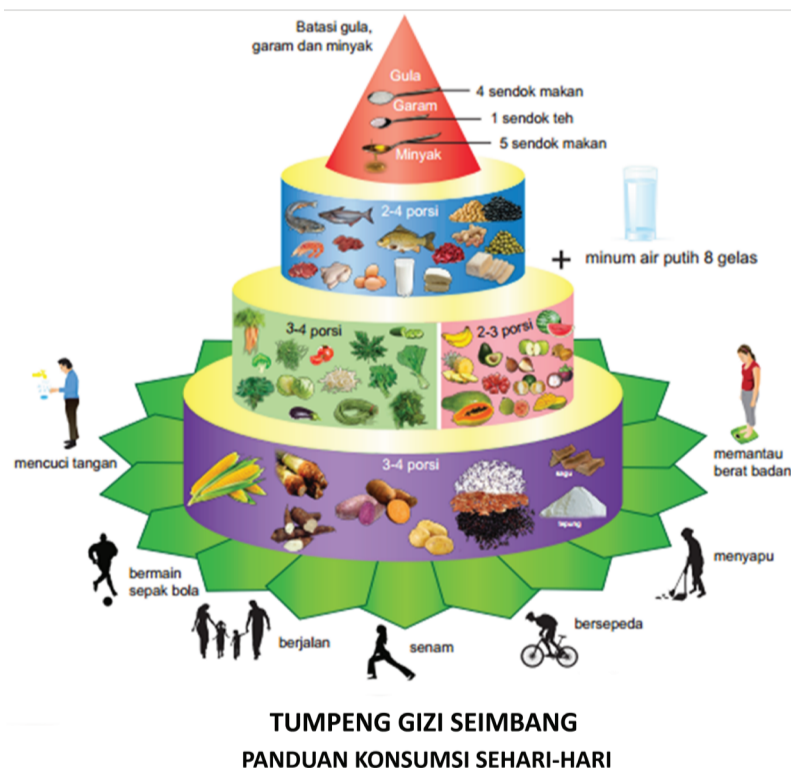 Batasi gula,
garam dan minyak
Gula
4 sendok makan
Garam
1 sendok teh
5 sendok makan
Minyak
2-4 porsi
+ minum air putih 8 gelas
3-4 porsi
2-3 porsi
mencuci tangan
memantau
berat badan
3-4 porsi
sagu
tepung
bermain
sepak bola
menyapu
berjalan
senam
bersepeda
TUMPENG GIZI SEIMBANG
PANDUAN KONSUMSI SEHARI-HARI